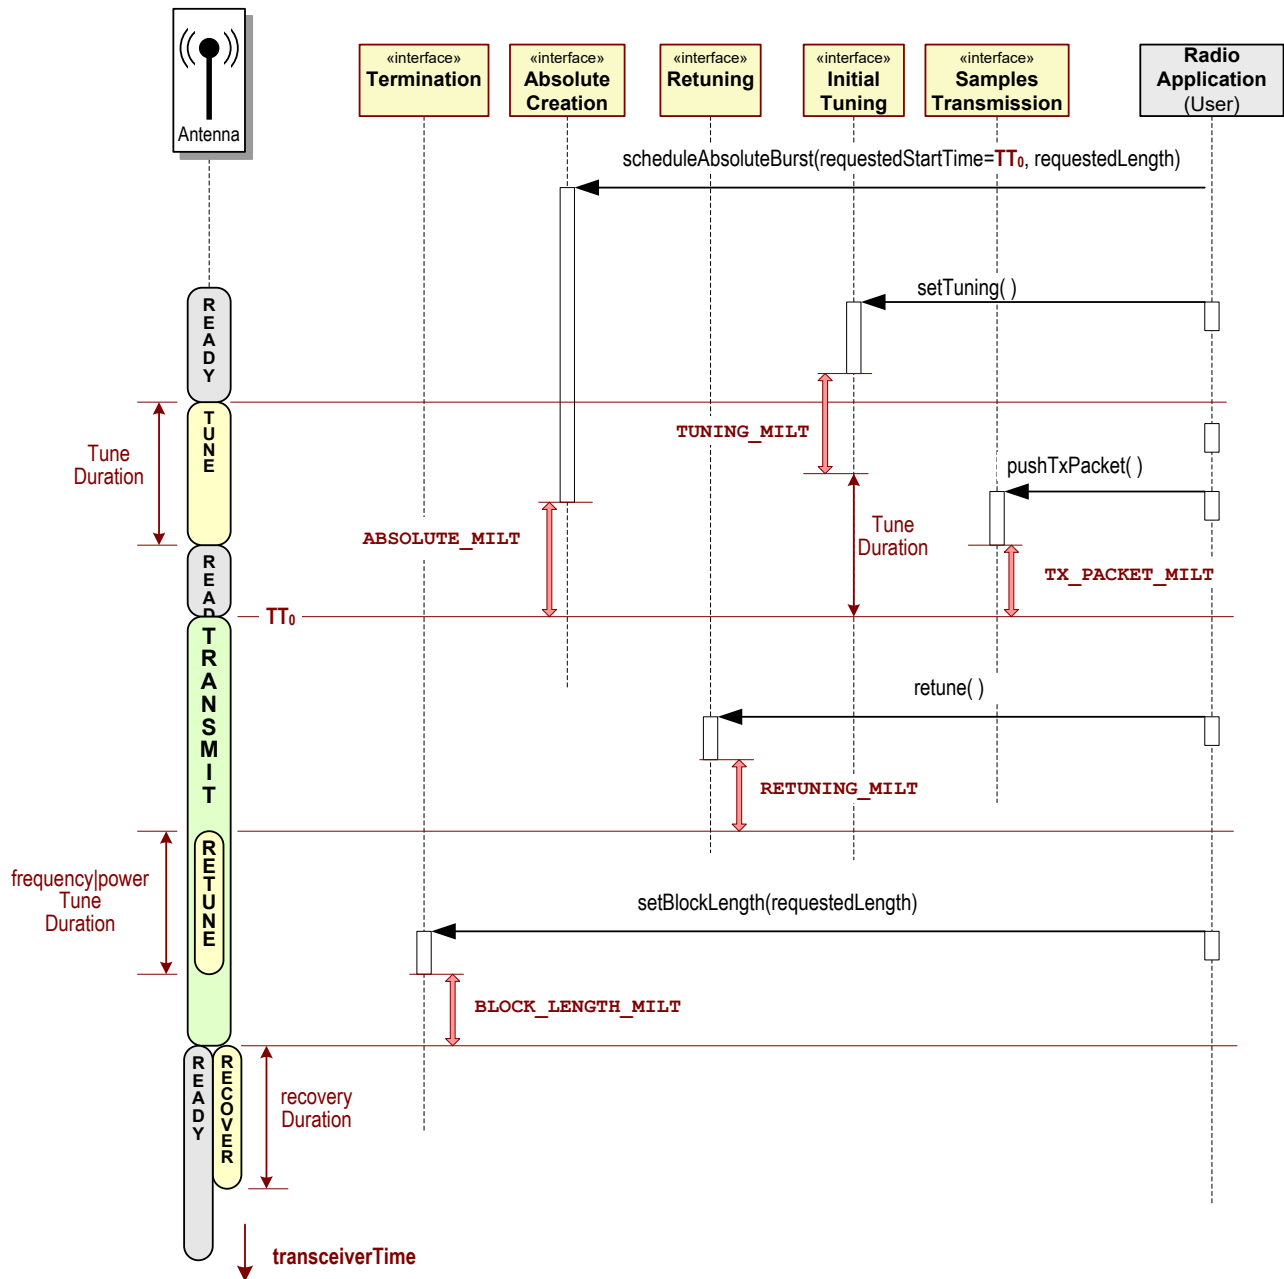 Antenna
«interface»
Termination
«interface»
Absolute
Creation
«interface»
Retuning
«interface»
Initial
Tuning
«interface»
Samples
Transmission
Radio
Application
(User)
scheduleAbsoluteBurst(requestedStartTime=TT₀, requestedLength)
setTuning( )
READY
TUNE
Tune
Duration
TUNING_MILT
pushTxPacket( )
ABSOLUTE_MILT
Tune
Duration
TX_PACKET_MILT
READ
TT₀
TRANSMIT
retune( )
RETUNING_MILT
RETUNE
frequency|power
Tune
Duration
setBlockLength(requestedLength)
BLOCK_LENGTH_MILT
READY
RECOVER
recovery
Duration
transceiverTime